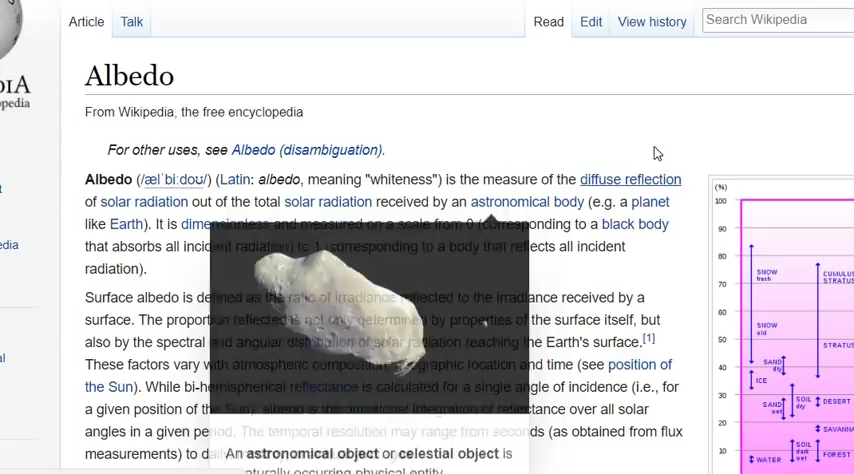 Article Talk Read Edit View history Search Wikipedia
Albedo
From Wikipedia, the free encyclopedia
For other uses, see Albedo (disambiguation).
Albedo (/ælˈbiːdoʊ/) (Latin: albedo, meaning "whiteness") is the measure of the diffuse reflection
of solar radiation out of the total solar radiation received by an astronomical body (e.g. a planet
like Earth). It is dimensionless and measured on a scale from 0 (corresponding to a black body
that absorbs all incident radiation) to 1 (corresponding to a body that reflects all incident
radiation).
Surface albedo is defined as the ratio of irradiance reflected to the irradiance received by a
surface. The proportion reflected is not only determined by properties of the surface itself, but
also by the spectral and angular distribution of solar radiation reaching the Earth's surface.[1]
These factors vary with atmospheric composition, geographic location and time (see position of
the Sun). While bi-hemispherical reflectance is calculated for a single angle of incidence (i.e., for
a given position of the Sun), albedo is the directional integration of reflectance over all solar
angles in a given period. The temporal resolution may range from seconds (as obtained from flux
measurements) to
An astronomical object or celestial object is
naturally occurring physical entity
(%)
100
90
80
70
60
50
40
30
20
10
SNOW fresh
CUMULUS
STRATUS
SNOW old
STRATUS
SAND dry
ICE
SAND wet
SOIL dry
DESERT
SAVANNA
WATER
SOIL dark wet
FOREST